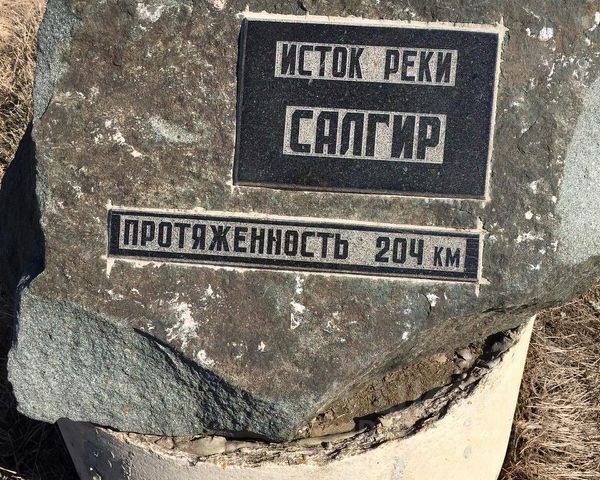 ИСТОК РЕКИ
САЛГИР
ПРОТЯЖЕННОСТЬ 204 КМ